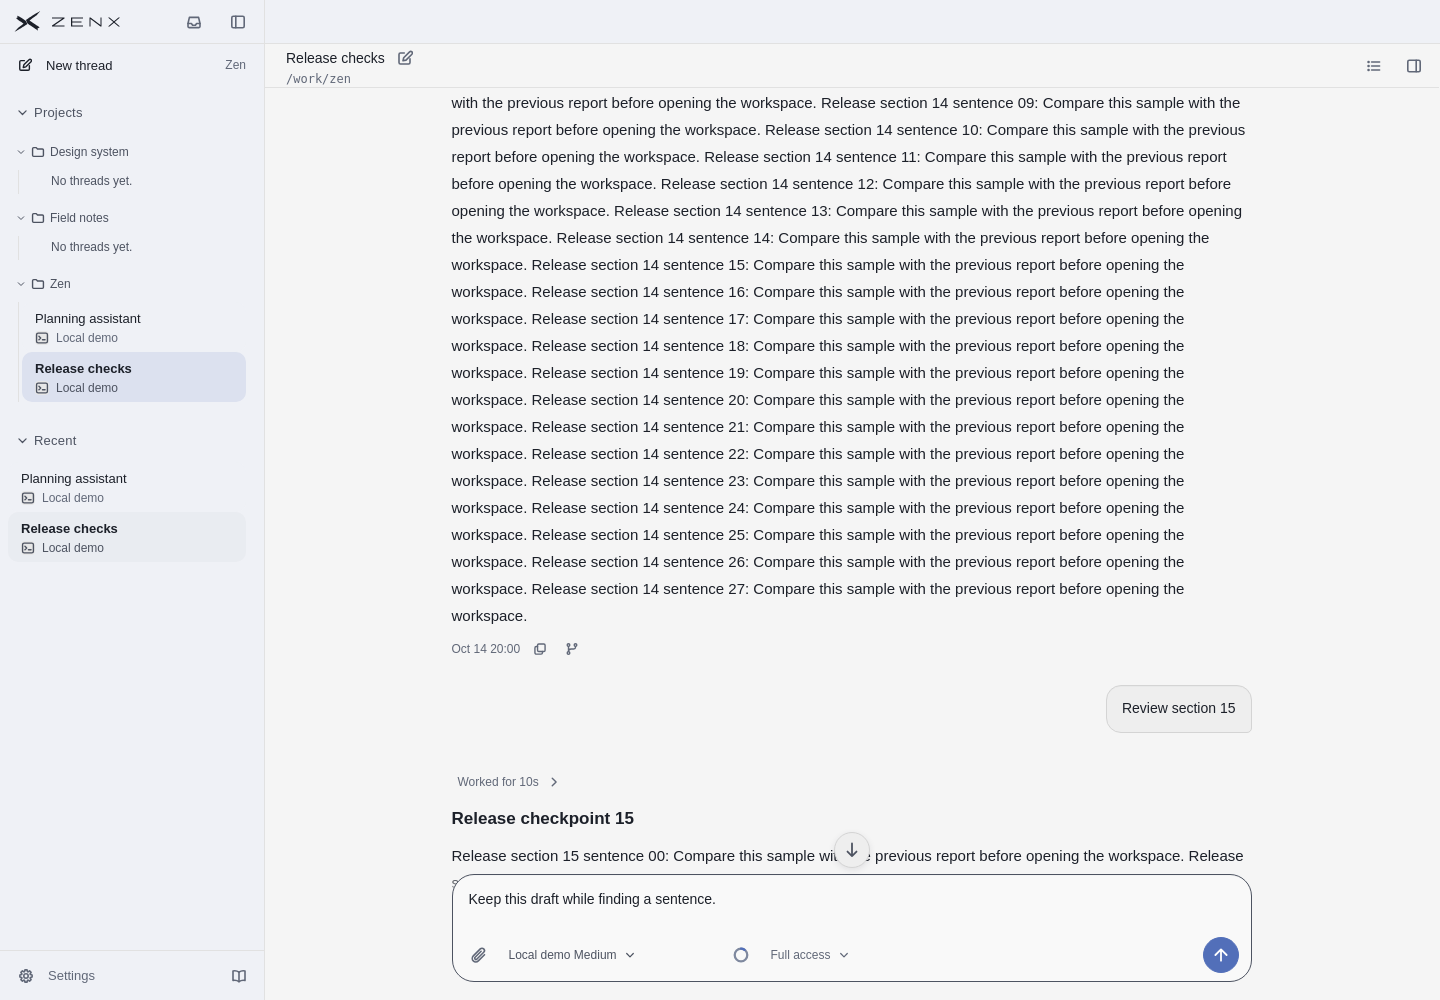 ZENX
New thread
Zen
Projects
Design system
No threads yet.
Field notes
No threads yet.
Zen
Planning assistant
Local demo
Release checks
Local demo
Recent
Planning assistant
Local demo
Release checks
Local demo
Settings
Release checks
/work/zen
with the previous report before opening the workspace. Release section 14 sentence 09: Compare this sample with the
previous report before opening the workspace. Release section 14 sentence 10: Compare this sample with the previous
report before opening the workspace. Release section 14 sentence 11: Compare this sample with the previous report
before opening the workspace. Release section 14 sentence 12: Compare this sample with the previous report before
opening the workspace. Release section 14 sentence 13: Compare this sample with the previous report before opening
the workspace. Release section 14 sentence 14: Compare this sample with the previous report before opening the
workspace. Release section 14 sentence 15: Compare this sample with the previous report before opening the
workspace. Release section 14 sentence 16: Compare this sample with the previous report before opening the
workspace. Release section 14 sentence 17: Compare this sample with the previous report before opening the
workspace. Release section 14 sentence 18: Compare this sample with the previous report before opening the
workspace. Release section 14 sentence 19: Compare this sample with the previous report before opening the
workspace. Release section 14 sentence 20: Compare this sample with the previous report before opening the
workspace. Release section 14 sentence 21: Compare this sample with the previous report before opening the
workspace. Release section 14 sentence 22: Compare this sample with the previous report before opening the
workspace. Release section 14 sentence 23: Compare this sample with the previous report before opening the
workspace. Release section 14 sentence 24: Compare this sample with the previous report before opening the
workspace. Release section 14 sentence 25: Compare this sample with the previous report before opening the
workspace. Release section 14 sentence 26: Compare this sample with the previous report before opening the
workspace. Release section 14 sentence 27: Compare this sample with the previous report before opening the
workspace.
Oct 14 20:00
Review section 15
Worked for 10s
Release checkpoint 15
Release section 15 sentence 00: Compare this sample previous report before opening the workspace. Release
Keep this draft while finding a sentence.
Local demo Medium
Full access